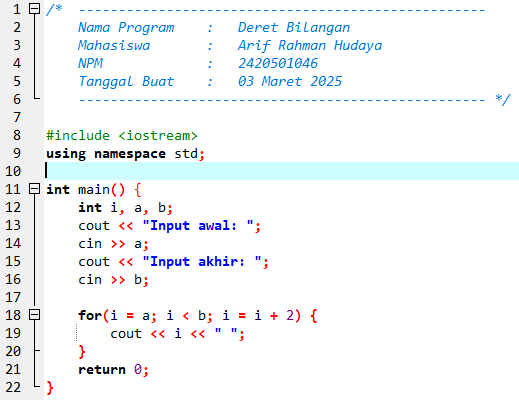 1 /* ---------------------------------------------------
2 Nama Program : Deret Bilangan
3 Mahasiswa : Arif Rahman Hudaya
4 NPM : 2420501046
5 Tanggal Buat : 03 Maret 2025
6 --------------------------------------------------- */
7
8 #include <iostream>
9 using namespace std;
10
11 int main() {
12 int i, a, b;
13 cout << "Input awal: ";
14 cin >> a;
15 cout << "Input akhir: ";
16 cin >> b;
17
18 for(i = a; i < b; i = i + 2) {
19 cout << i << " ";
20 }
21 return 0;
22 }